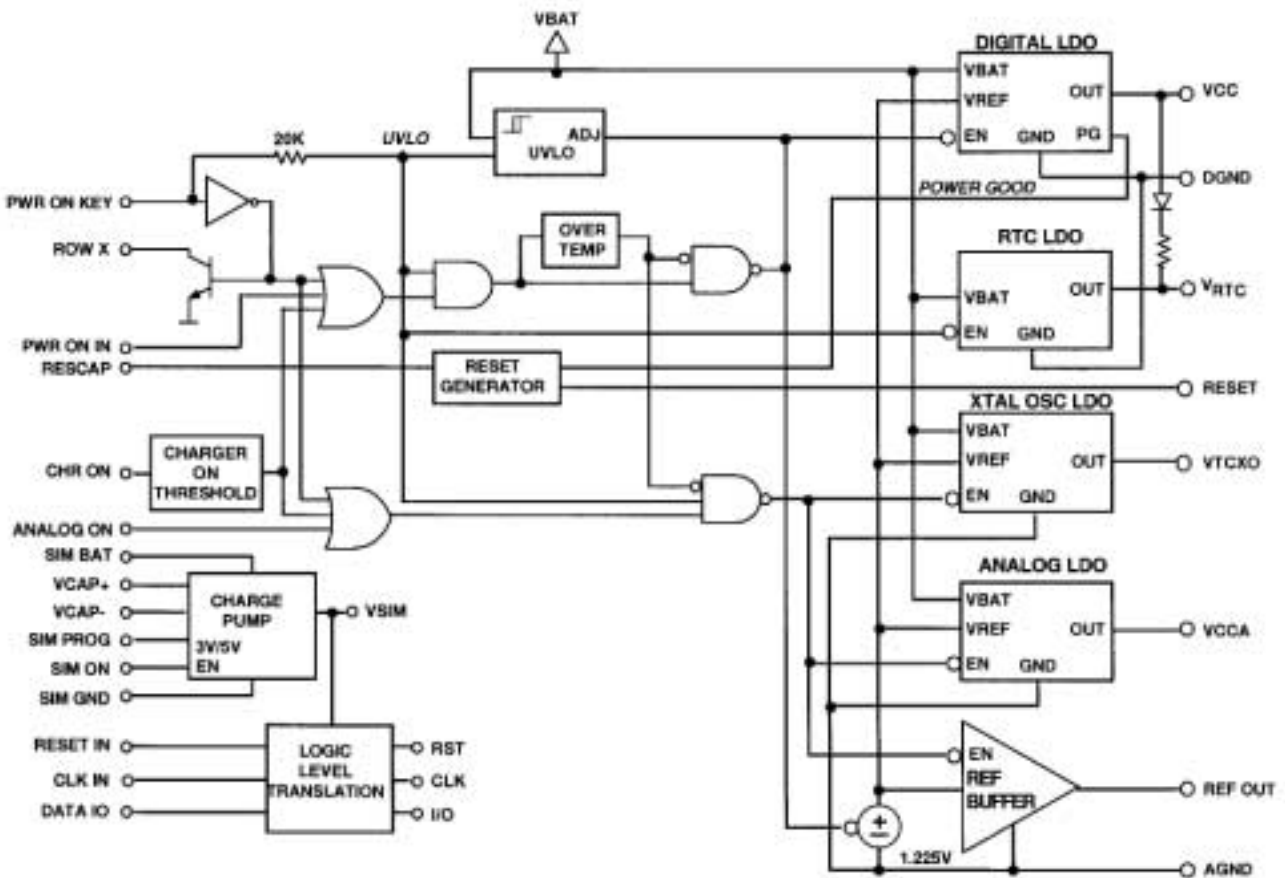 VBAT
DIGITAL LDO
VBAT
VREF
EN
OUT
GND
PG
VCC
DGND
20K
UVLO
ADJ
UVLO
POWER GOOD
PWR ON KEY
ROW X
OVER
TEMP
RTC LDO
VBAT
EN
OUT
GND
VRTC
PWR ON IN
RESCAP
RESET
GENERATOR
RESET
XTAL OSC LDO
VBAT
VREF
EN
OUT
GND
VTCXO
CHR ON
CHARGER
ON
THRESHOLD
ANALOG ON
SIM BAT
VCAP+
VCAP-
SIM PROG
SIM ON
SIM GND
CHARGE
PUMP
3V/5V
EN
VSIM
ANALOG LDO
VBAT
VREF
EN
OUT
GND
VCCA
RESET IN
CLK IN
DATA IO
LOGIC
LEVEL
TRANSLATION
RST
CLK
I/O
EN
REF
BUFFER
REF OUT
+
−
1.225V
AGND